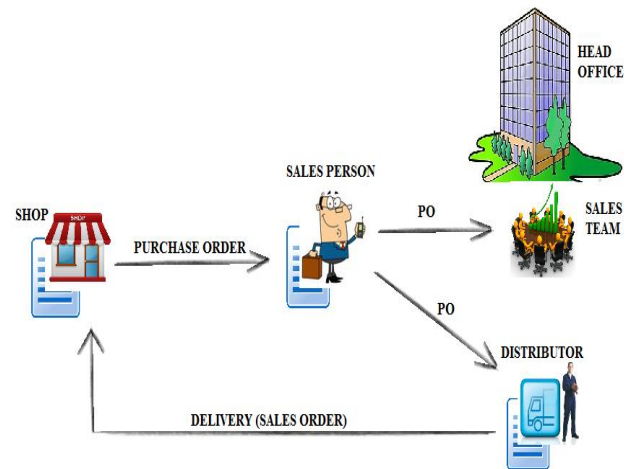 HEAD
OFFICE
SALES PERSON
SHOP
SHOP
PO
SALES
TEAM
PURCHASE ORDER
PO
DISTRIBUTOR
DELIVERY (SALES ORDER)